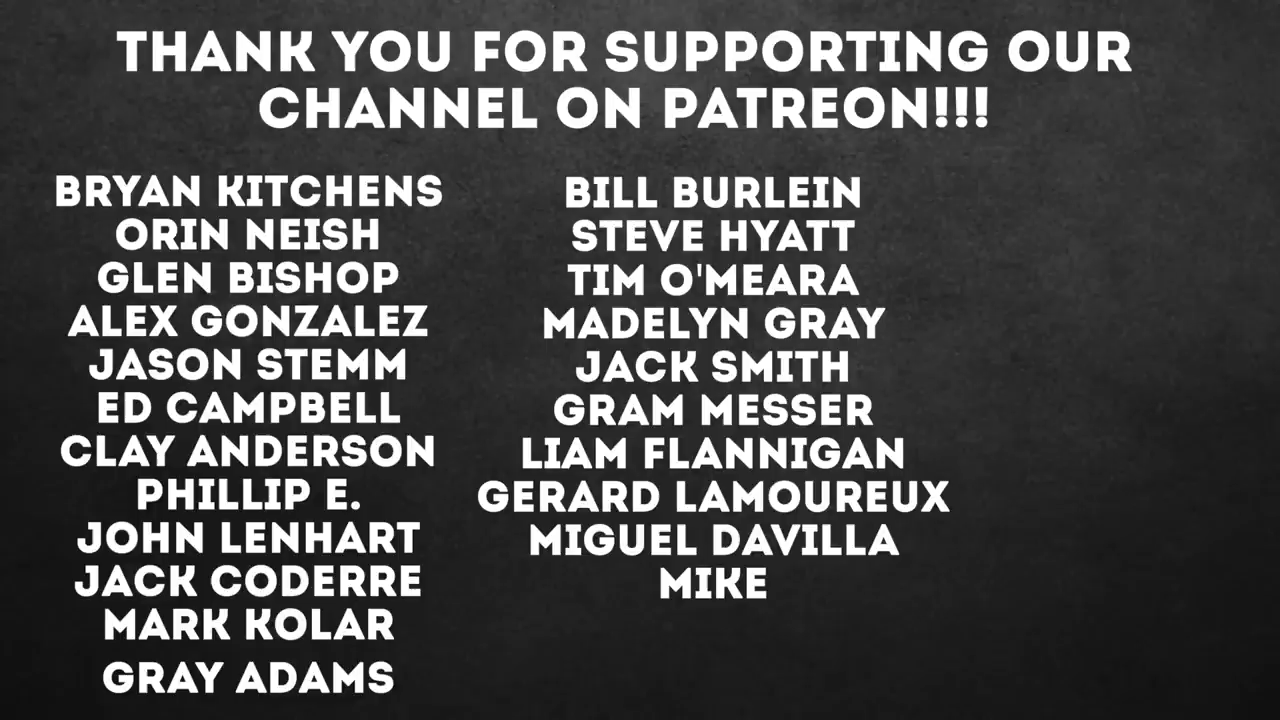 THANK YOU FOR SUPPORTING OUR
CHANNEL ON PATREON!!!
BRYAN KITCHENS
ORIN NEISH
GLEN BISHOP
ALEX GONZALEZ
JASON STEMM
ED CAMPBELL
CLAY ANDERSON
PHILLIP E.
JOHN LENHART
JACK CODERRE
MARK KOLAR
GRAY ADAMS
BILL BURLEIN
STEVE HYATT
TIM O'MEARA
MADELYN GRAY
JACK SMITH
GRAM MESSER
LIAM FLANNIGAN
GERARD LAMOUREUX
MIGUEL DAVILLA
MIKE